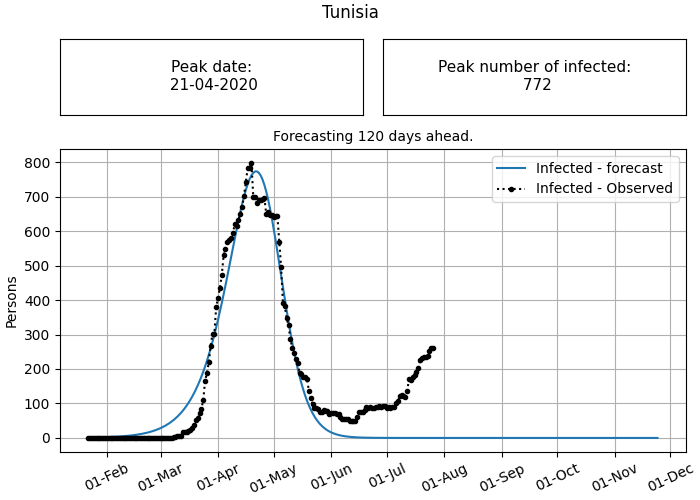 Tunisia
Peak date:
21-04-2020
Peak number of infected:
772
Forecasting 120 days ahead.
Infected - forecast
Infected - Observed
Persons
800
700
600
500
400
300
200
100
0
01-Feb
01-Mar
01-Apr
01-May
01-Jun
01-Jul
01-Aug
01-Sep
01-Oct
01-Nov
01-Dec